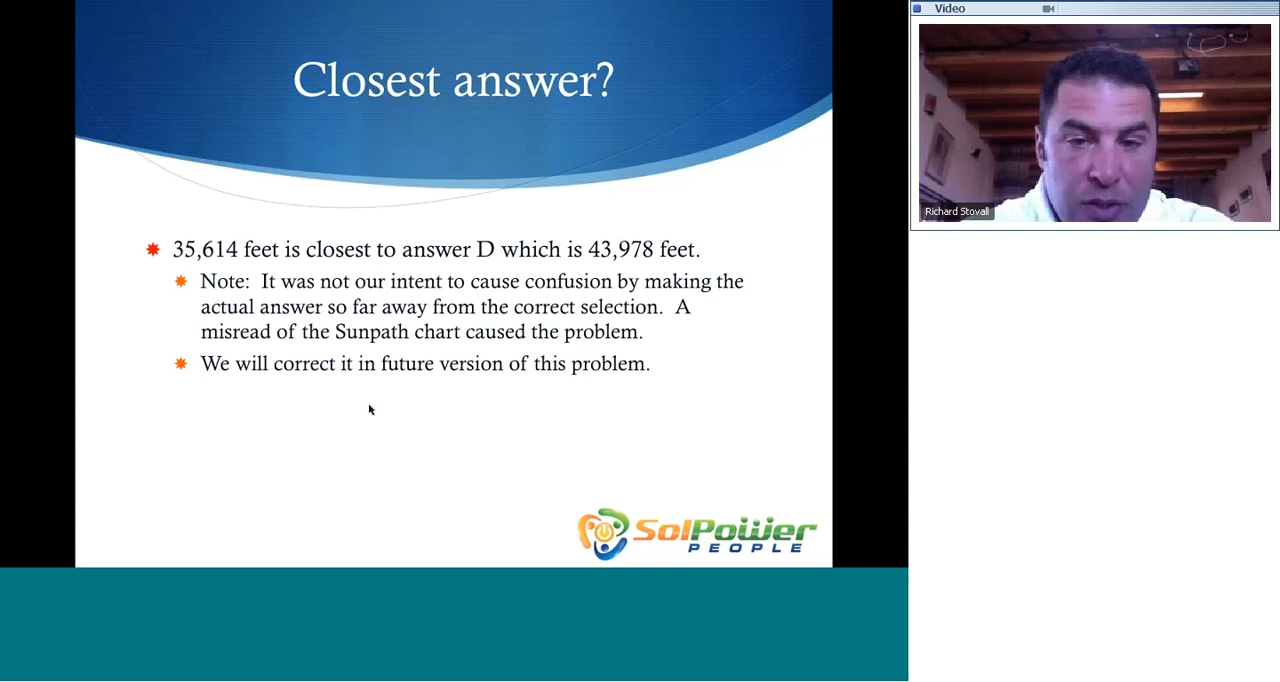 Video
Closest answer?
Richard Stovall
35,614 feet is closest to answer D which is 43,978 feet.
Note:  It was not our intent to cause confusion by making the
actual answer so far away from the correct selection.  A
misread of the Sunpath chart caused the problem.
We will correct it in future version of this problem.
SolPower
PEOPLE